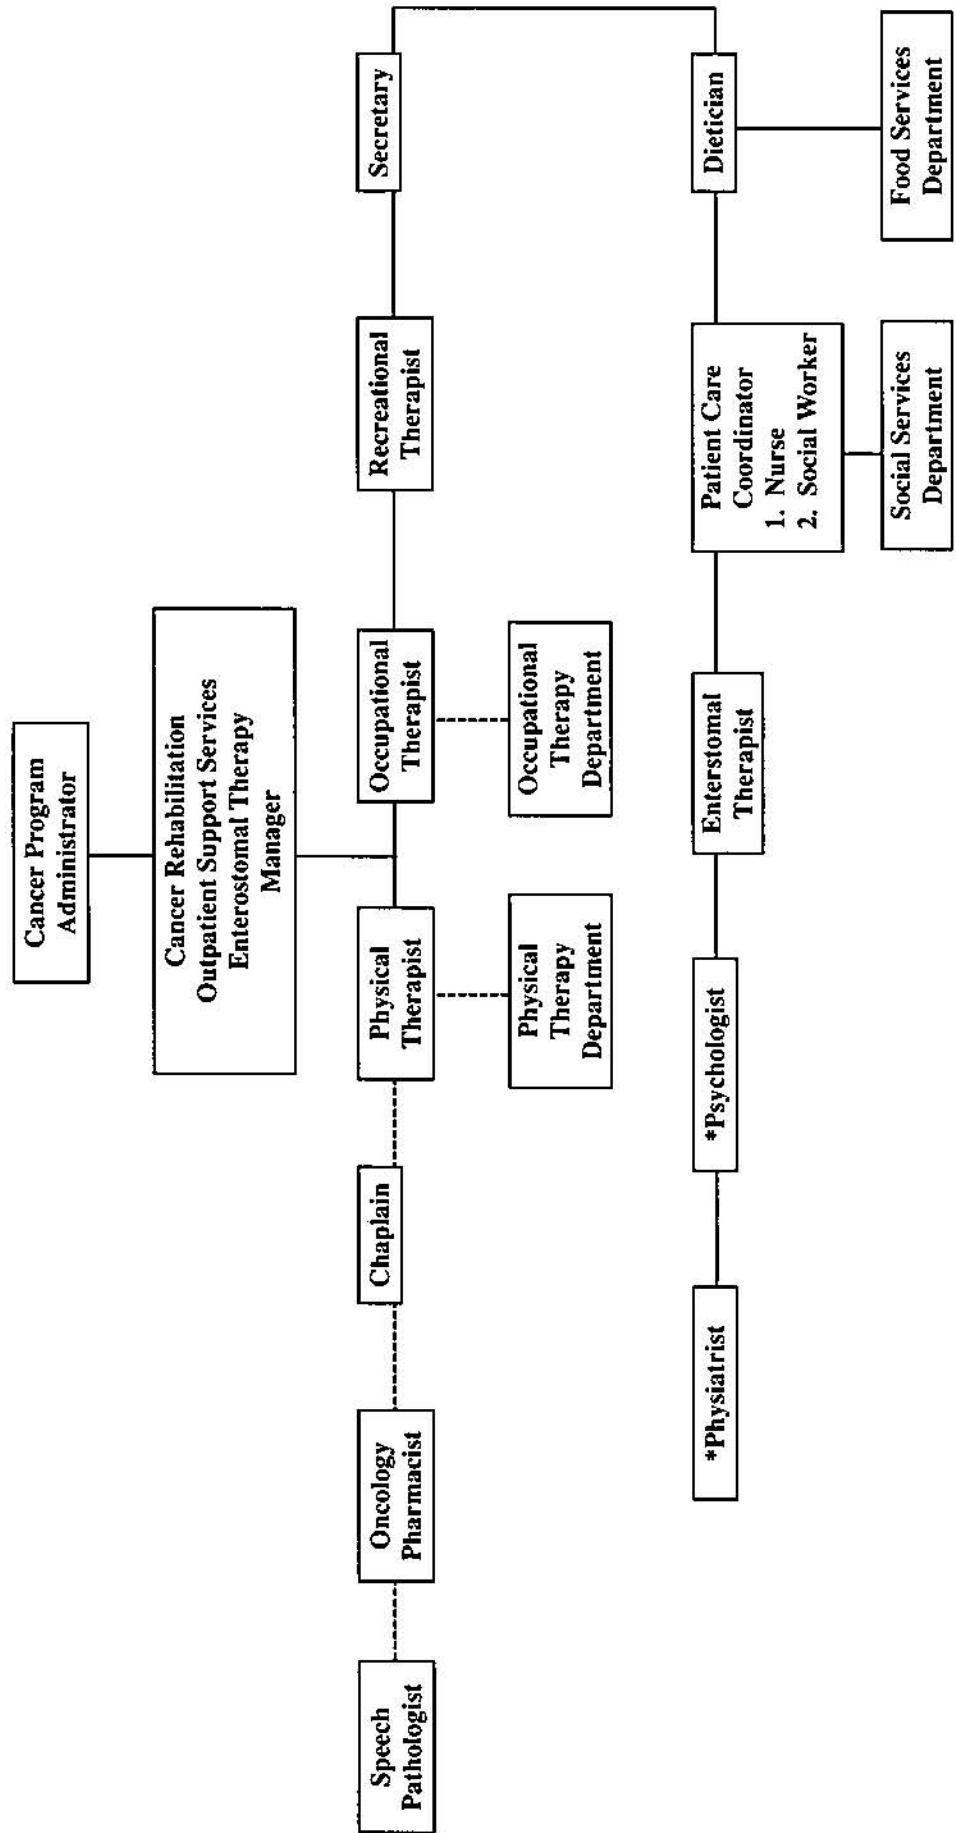 Cancer Program
Administrator
Cancer Rehabilitation
Outpatient Support Services
Enterostomal Therapy
Manager
Speech
Pathologist
Oncology
Pharmacist
Chaplain
Physical
Therapist
Occupational
Therapist
Recreational
Therapist
Secretary
Physical
Therapy
Department
Occupational
Therapy
Department
*Physiatrist
*Psychologist
Enterstomal
Therapist
Patient Care
Coordinator
1. Nurse
2. Social Worker
Dietician
Social Services
Department
Food Services
Department